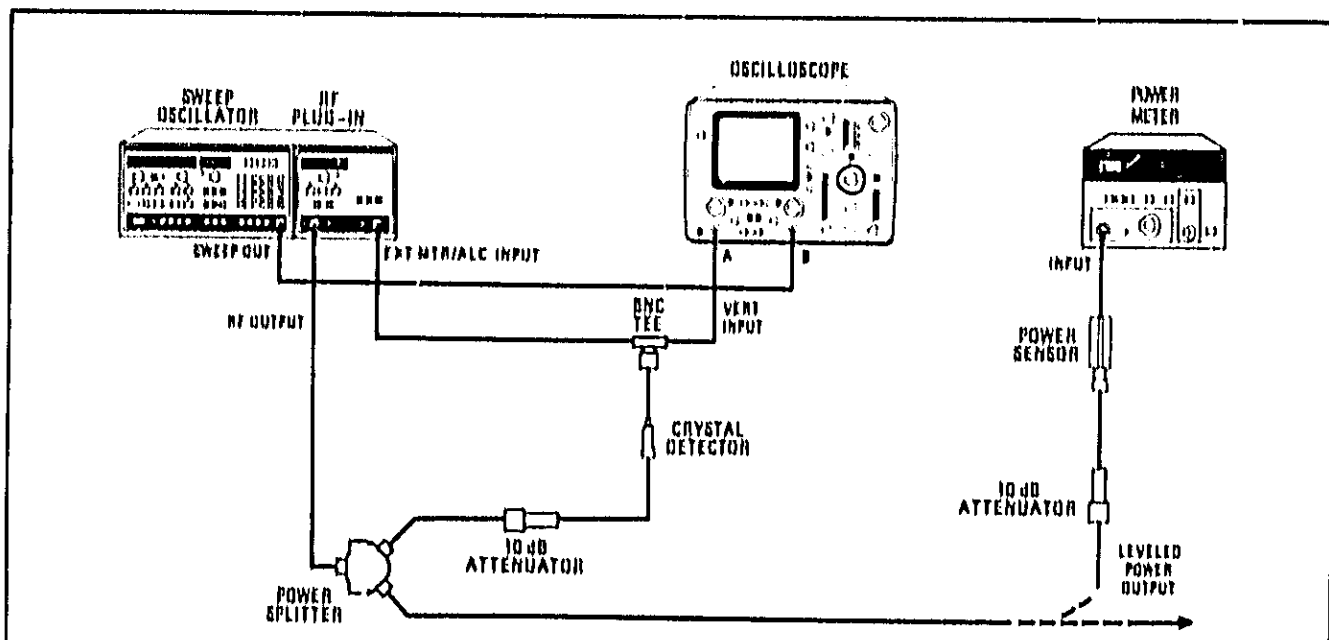 OSCILLOSCOPE
SWEEP
OSCILLATOR
RF
PLUG-IN
POWER
METER
SWEEP OUT
EXT MTR/ALC INPUT
A
B
INPUT
RF OUTPUT
BNC
TEE
VERT
INPUT
POWER
SENSOR
CRYSTAL
DETECTOR
10 dB
ATTENUATOR
10 dB
ATTENUATOR
LEVELED
POWER
OUTPUT
POWER
SPLITTER